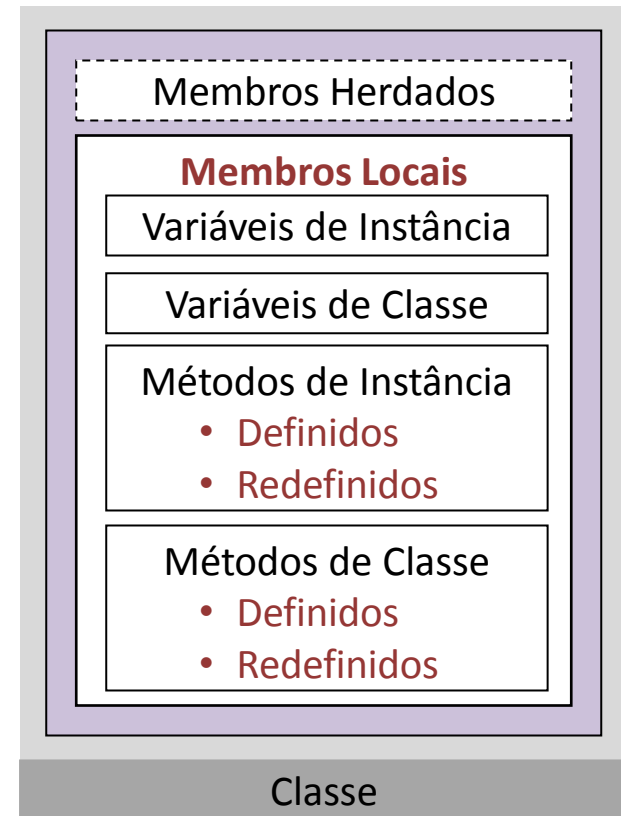 Membros Herdados
Membros Locais
Variáveis de Instância
Variáveis de Classe
Métodos de Instância
• Definidos
• Redefinidos
Métodos de Classe
• Definidos
• Redefinidos
Classe